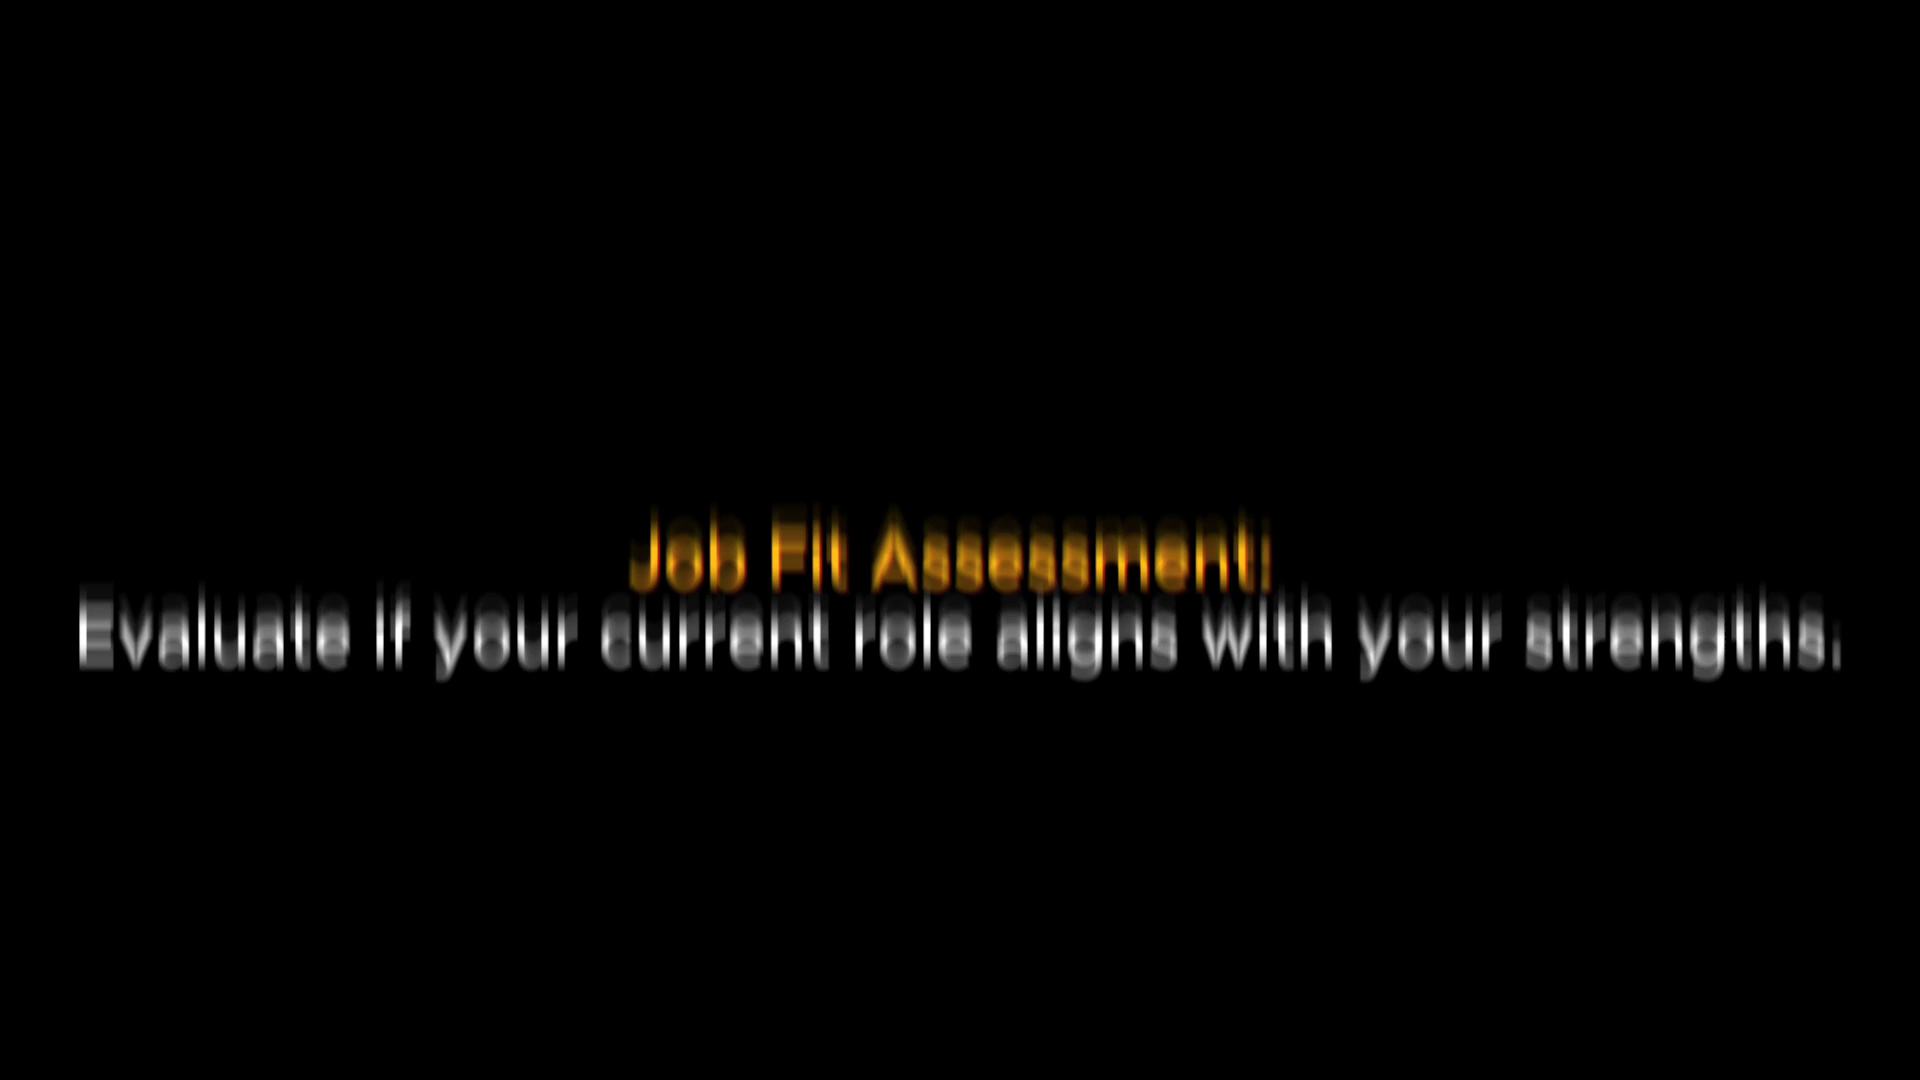 Job Fit Assessment:
Evaluate if your current role aligns with your strengths.